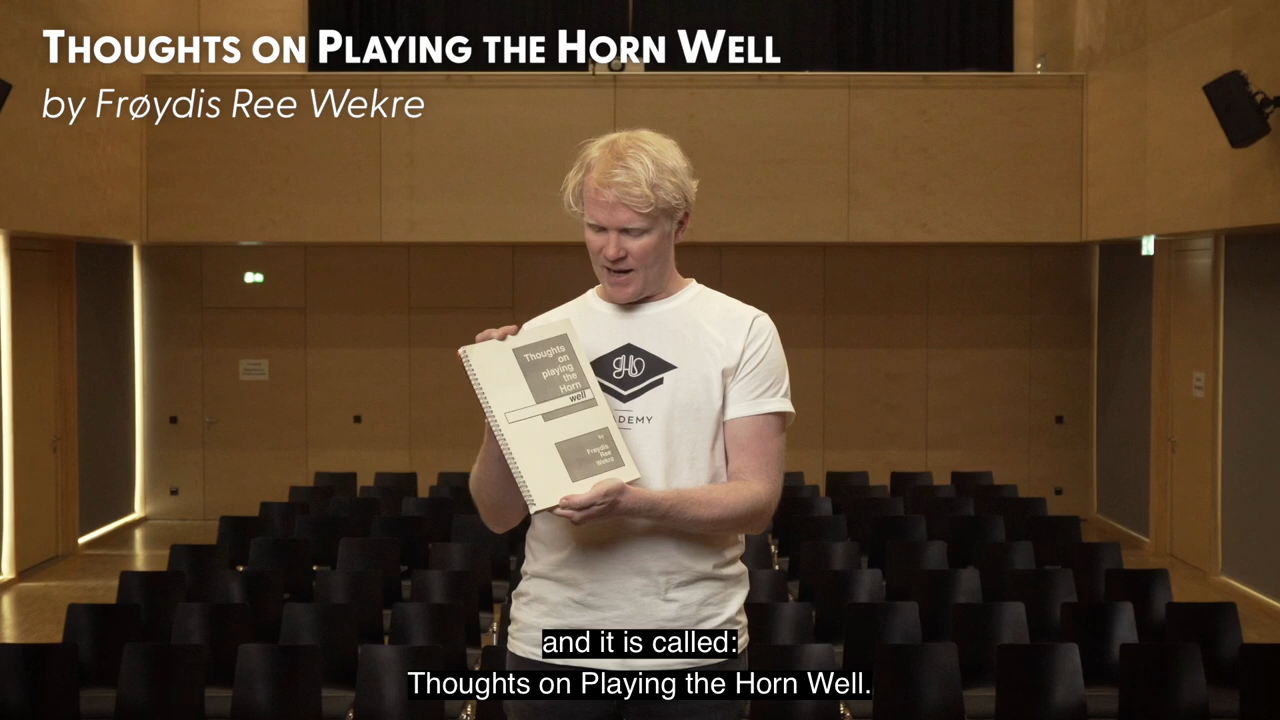 THOUGHTS ON PLAYING THE HORN WELL
by Frøydis Ree Wekre
Thoughts
on
playing
the
Horn
well
by
Frøydis
Ree
Wekre
and it is called:
Thoughts on Playing the Horn Well.